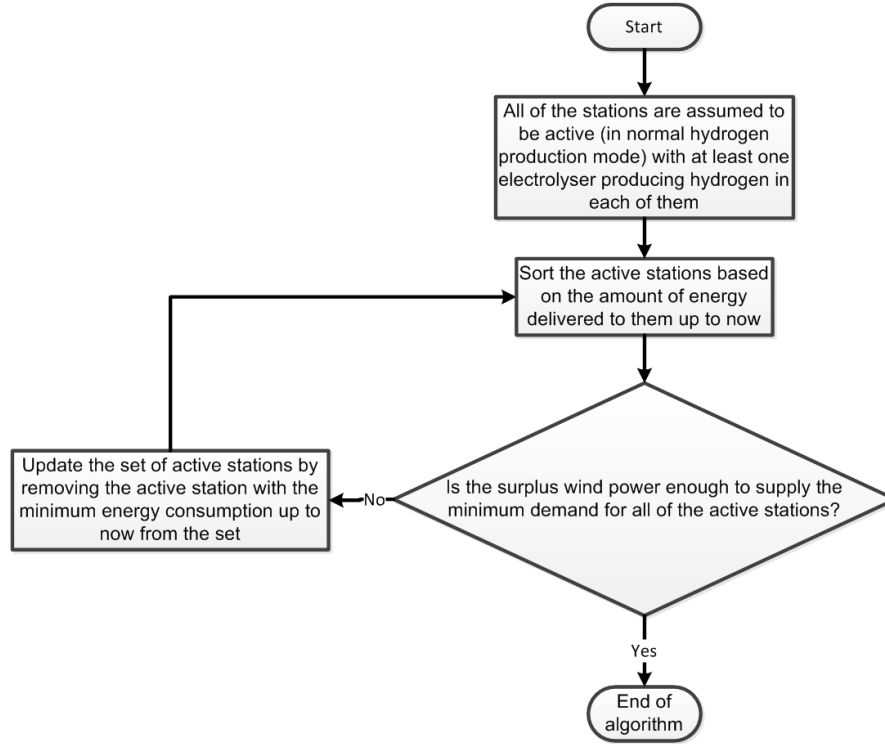 Start
All of the stations are assumed to
be active (in normal hydrogen
production mode) with at least one
electrolyser producing hydrogen in
each of them
Sort the active stations based
on the amount of energy
delivered to them up to now
Is the surplus wind power enough to supply the
minimum demand for all of the active stations?
No
Update the set of active stations by
removing the active station with the
minimum energy consumption up to
now from the set
Yes
End of
algorithm